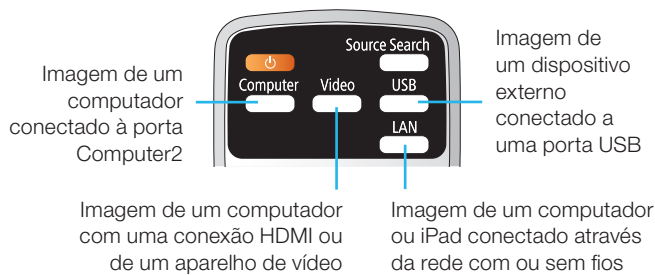 Source Search
Computer
Video
USB
LAN
Imagem de um
computador
conectado à porta
Computer2
Imagem de
um dispositivo
externo
conectado a
uma porta USB
Imagem de um computador
com uma conexão HDMI ou
de um aparelho de vídeo
Imagem de um computador
ou iPad conectado através
da rede com ou sem fios